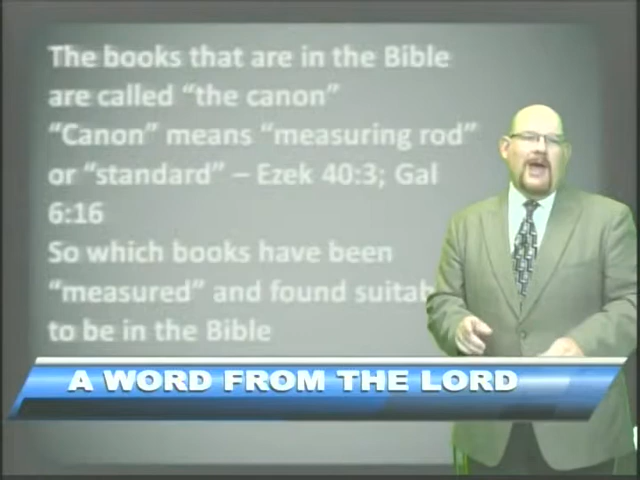 The books that are in the Bible
are called “the canon”
“Canon” means “measuring rod”
or “standard” – Ezek 40:3; Gal
6:16
So which books have been
“measured” and found suitab
to be in the Bible
A WORD FROM THE LORD